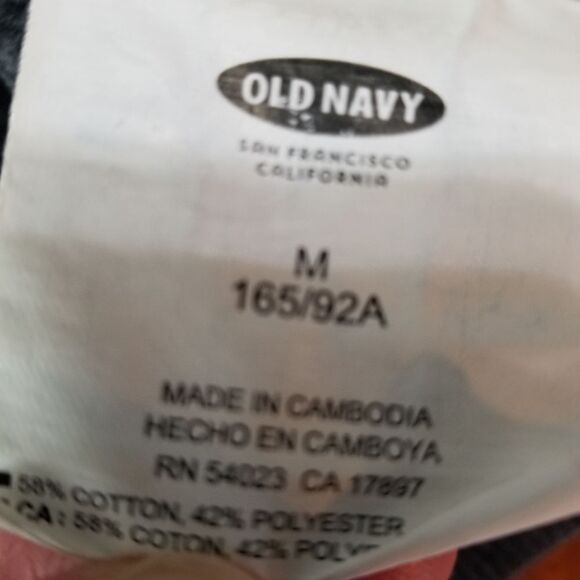 OLD NAVY
SAN FRANCISCO
CALIFORNIA
M
165/92A
MADE IN CAMBODIA
HECHO EN CAMBOYA
RN 54023 CA 17897
58% COTTON, 42% POLYESTER
CA: 58% COTON, 42%